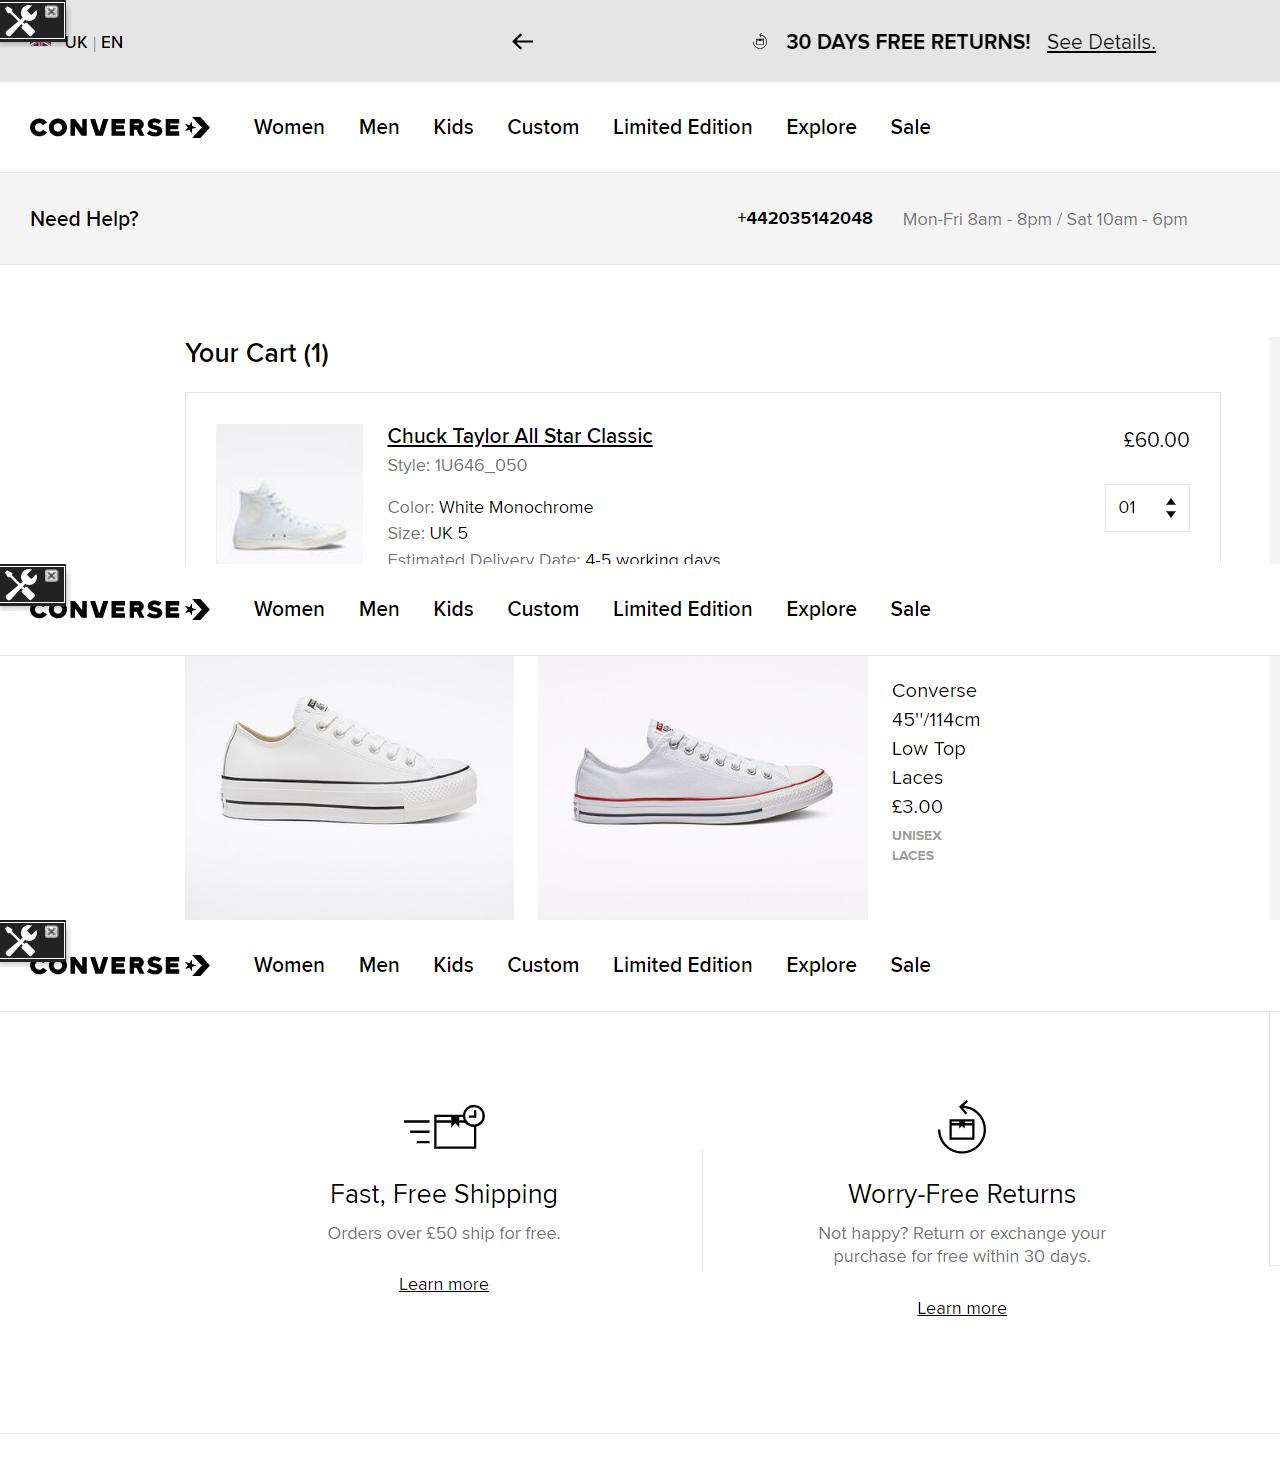 UK | EN
30 DAYS FREE RETURNS! See Details.
CONVERSE Women Men Kids Custom Limited Edition Explore Sale
Need Help? +442035142048 Mon-Fri 8am - 8pm / Sat 10am - 6pm
Your Cart (1)
Chuck Taylor All Star Classic £60.00
Style: 1U646_050
Color: White Monochrome 01
Size: UK 5
Estimated Delivery Date: 4-5 working days
CONVERSE Women Men Kids Custom Limited Edition Explore Sale
Converse
45''/114cm
Low Top
Laces
£3.00
UNISEX
LACES
CONVERSE Women Men Kids Custom Limited Edition Explore Sale
Fast, Free Shipping
Orders over £50 ship for free.
Learn more
Worry-Free Returns
Not happy? Return or exchange your
purchase for free within 30 days.
Learn more